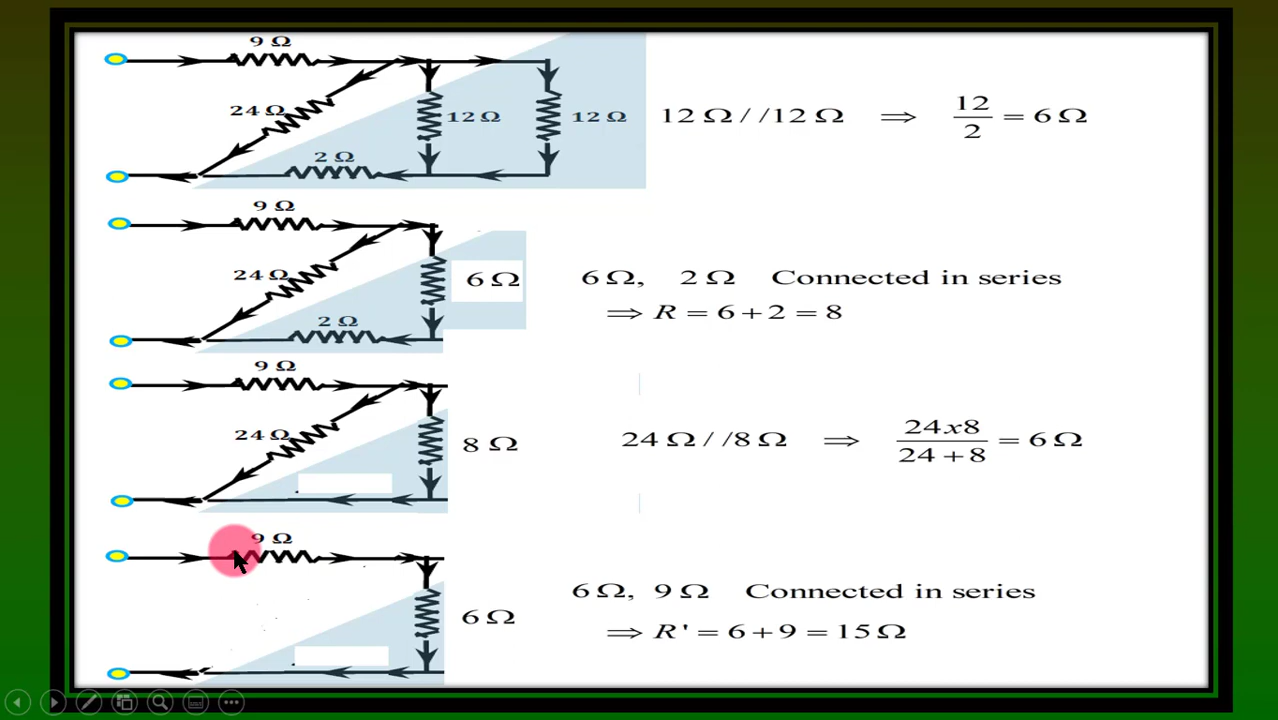 9 Ω
24 Ω
12 Ω
12 Ω
2 Ω
12 Ω / /12 Ω ⟹ 12/2 = 6 Ω
9 Ω
24 Ω
6 Ω
2 Ω
6 Ω, 2 Ω Connected in series
⟹ R = 6 + 2 = 8
9 Ω
24 Ω
8 Ω
24 Ω / /8 Ω ⟹ 24x8/24 + 8 = 6 Ω
9 Ω
6 Ω
6 Ω, 9 Ω Connected in series
⟹ R' = 6 + 9 = 15 Ω